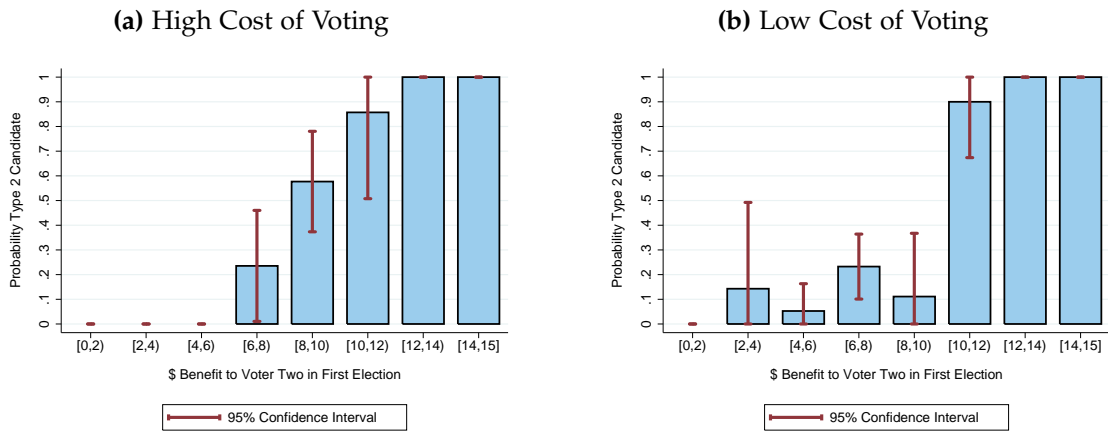 (a) High Cost of Voting
Probability Type 2 Candidate
0 .1 .2 .3 .4 .5 .6 .7 .8 .9 1
[0,2) [2,4) [4,6) [6,8) [8,10) [10,12) [12,14) [14,15]
$ Benefit to Voter Two in First Election
95% Confidence Interval
(b) Low Cost of Voting
Probability Type 2 Candidate
0 .1 .2 .3 .4 .5 .6 .7 .8 .9 1
[0,2) [2,4) [4,6) [6,8) [8,10) [10,12) [12,14) [14,15]
$ Benefit to Voter Two in First Election
95% Confidence Interval